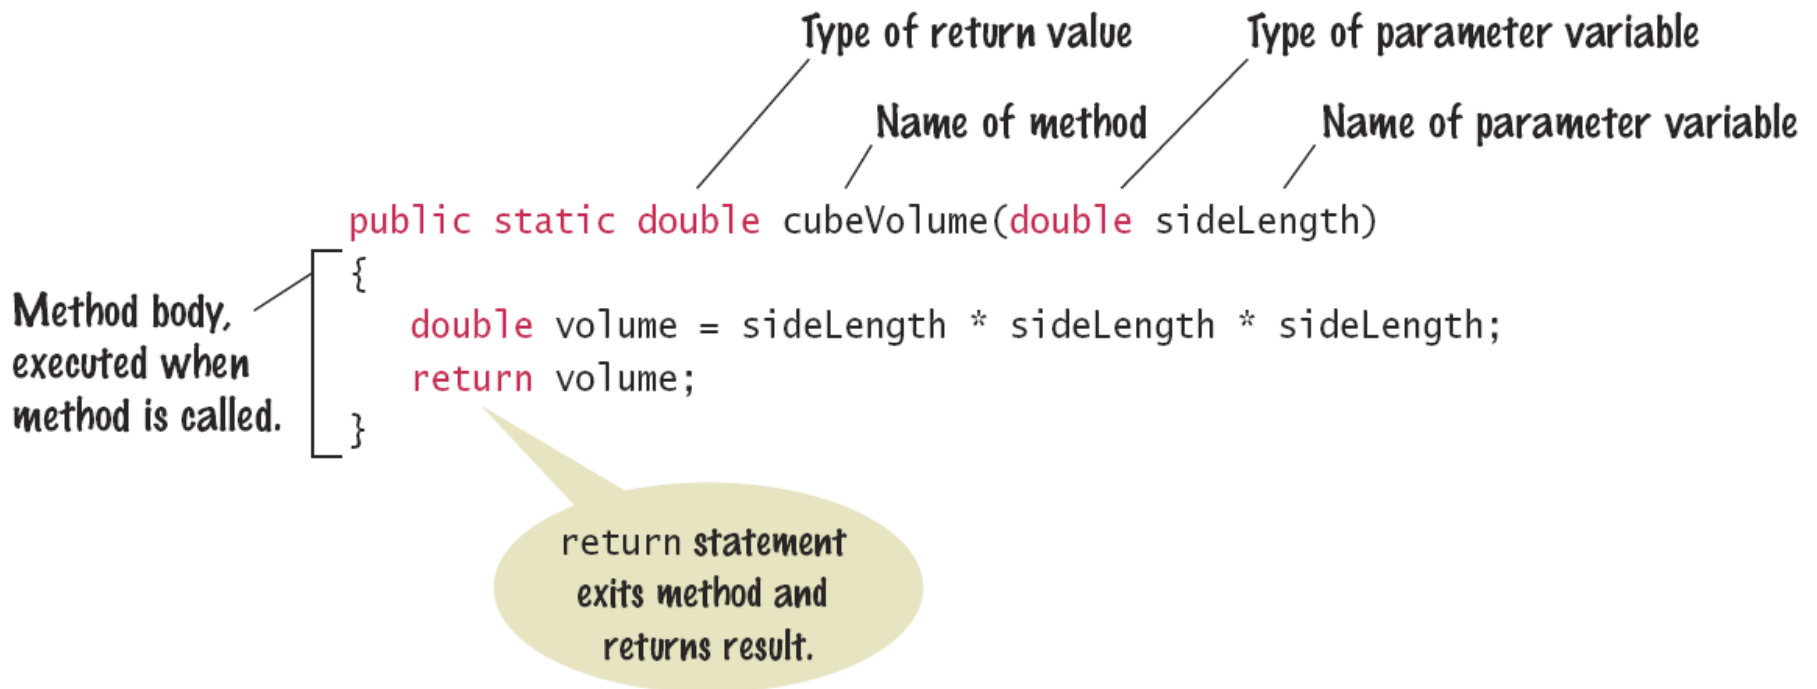 Type of return value
Type of parameter variable
Name of method
Name of parameter variable
public static double cubeVolume(double sideLength)
{
double volume = sideLength * sideLength * sideLength;
return volume;
}
Method body,
executed when
method is called.
return statement
exits method and
returns result.